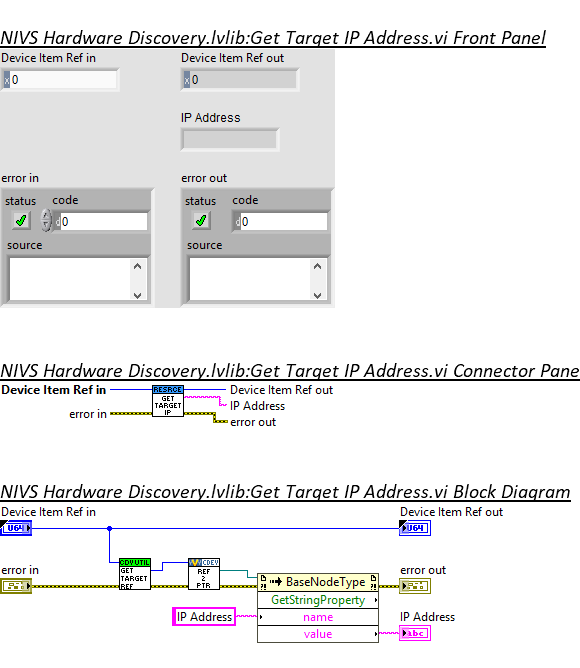 NIVS Hardware Discovery.lvlib:Get Target IP Address.vi Front Panel
Device Item Ref in
Device Item Ref out
x 0
x 0
IP Address
error in
error out
status code
status code
d 0
d 0
source
source
NIVS Hardware Discovery.lvlib:Get Target IP Address.vi Connector Pane
Device Item Ref in
RESRCE
GET
TARGET
IP
Device Item Ref out
IP Address
error in
error out
NIVS Hardware Discovery.lvlib:Get Target IP Address.vi Block Diagram
Device Item Ref in
Device Item Ref out
U64
U64
error in
CDV UTIL
GET
TARGET
REF
CDEV
REF
2
PTR
BaseNodeType
GetStringProperty
name
value
error out
IP Address
IP Address
abc